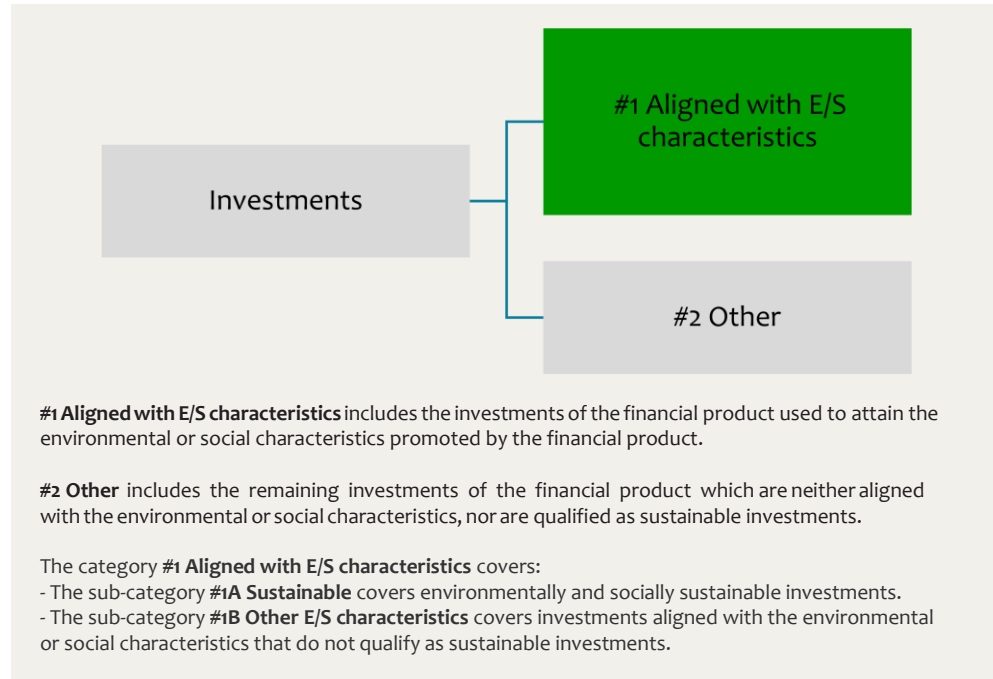 #1 Aligned with E/S
characteristics
Investments
#2 Other
#1 Aligned with E/S characteristics includes the investments of the financial product used to attain the
environmental or social characteristics promoted by the financial product.
#2 Other includes the remaining investments of the financial product which are neither aligned
with the environmental or social characteristics, nor are qualified as sustainable investments.
The category #1 Aligned with E/S characteristics covers:
- The sub-category #1A Sustainable covers environmentally and socially sustainable investments.
- The sub-category #1B Other E/S characteristics covers investments aligned with the environmental
or social characteristics that do not qualify as sustainable investments.